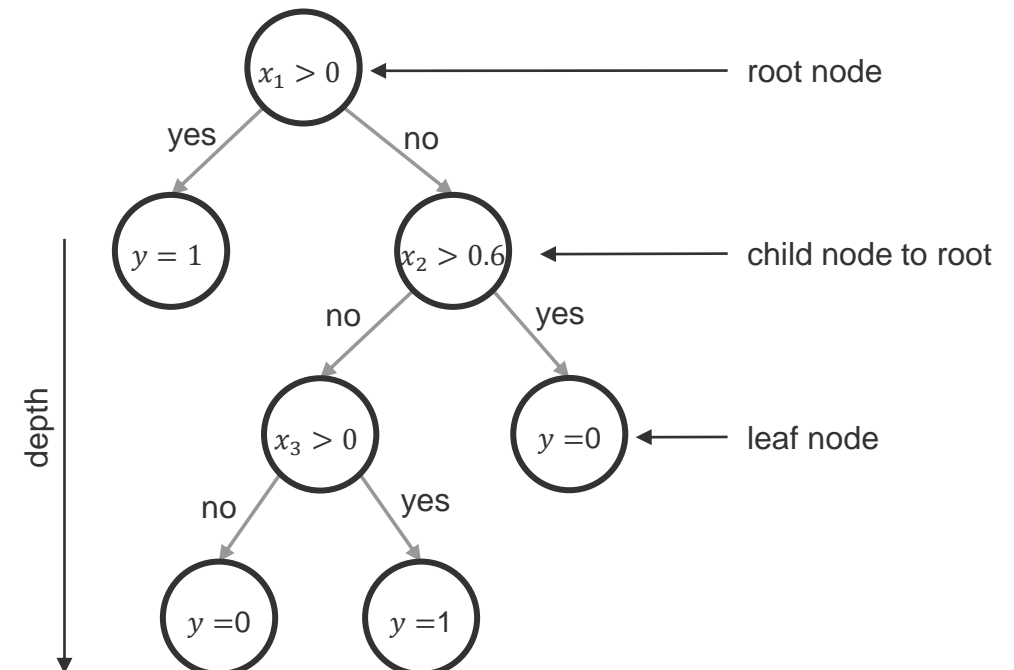 x₁ > 0
root node
yes
no
y = 1
x₂ > 0.6
child node to root
no
yes
depth
x₃ > 0
y =0
leaf node
no
yes
y =0
y =1